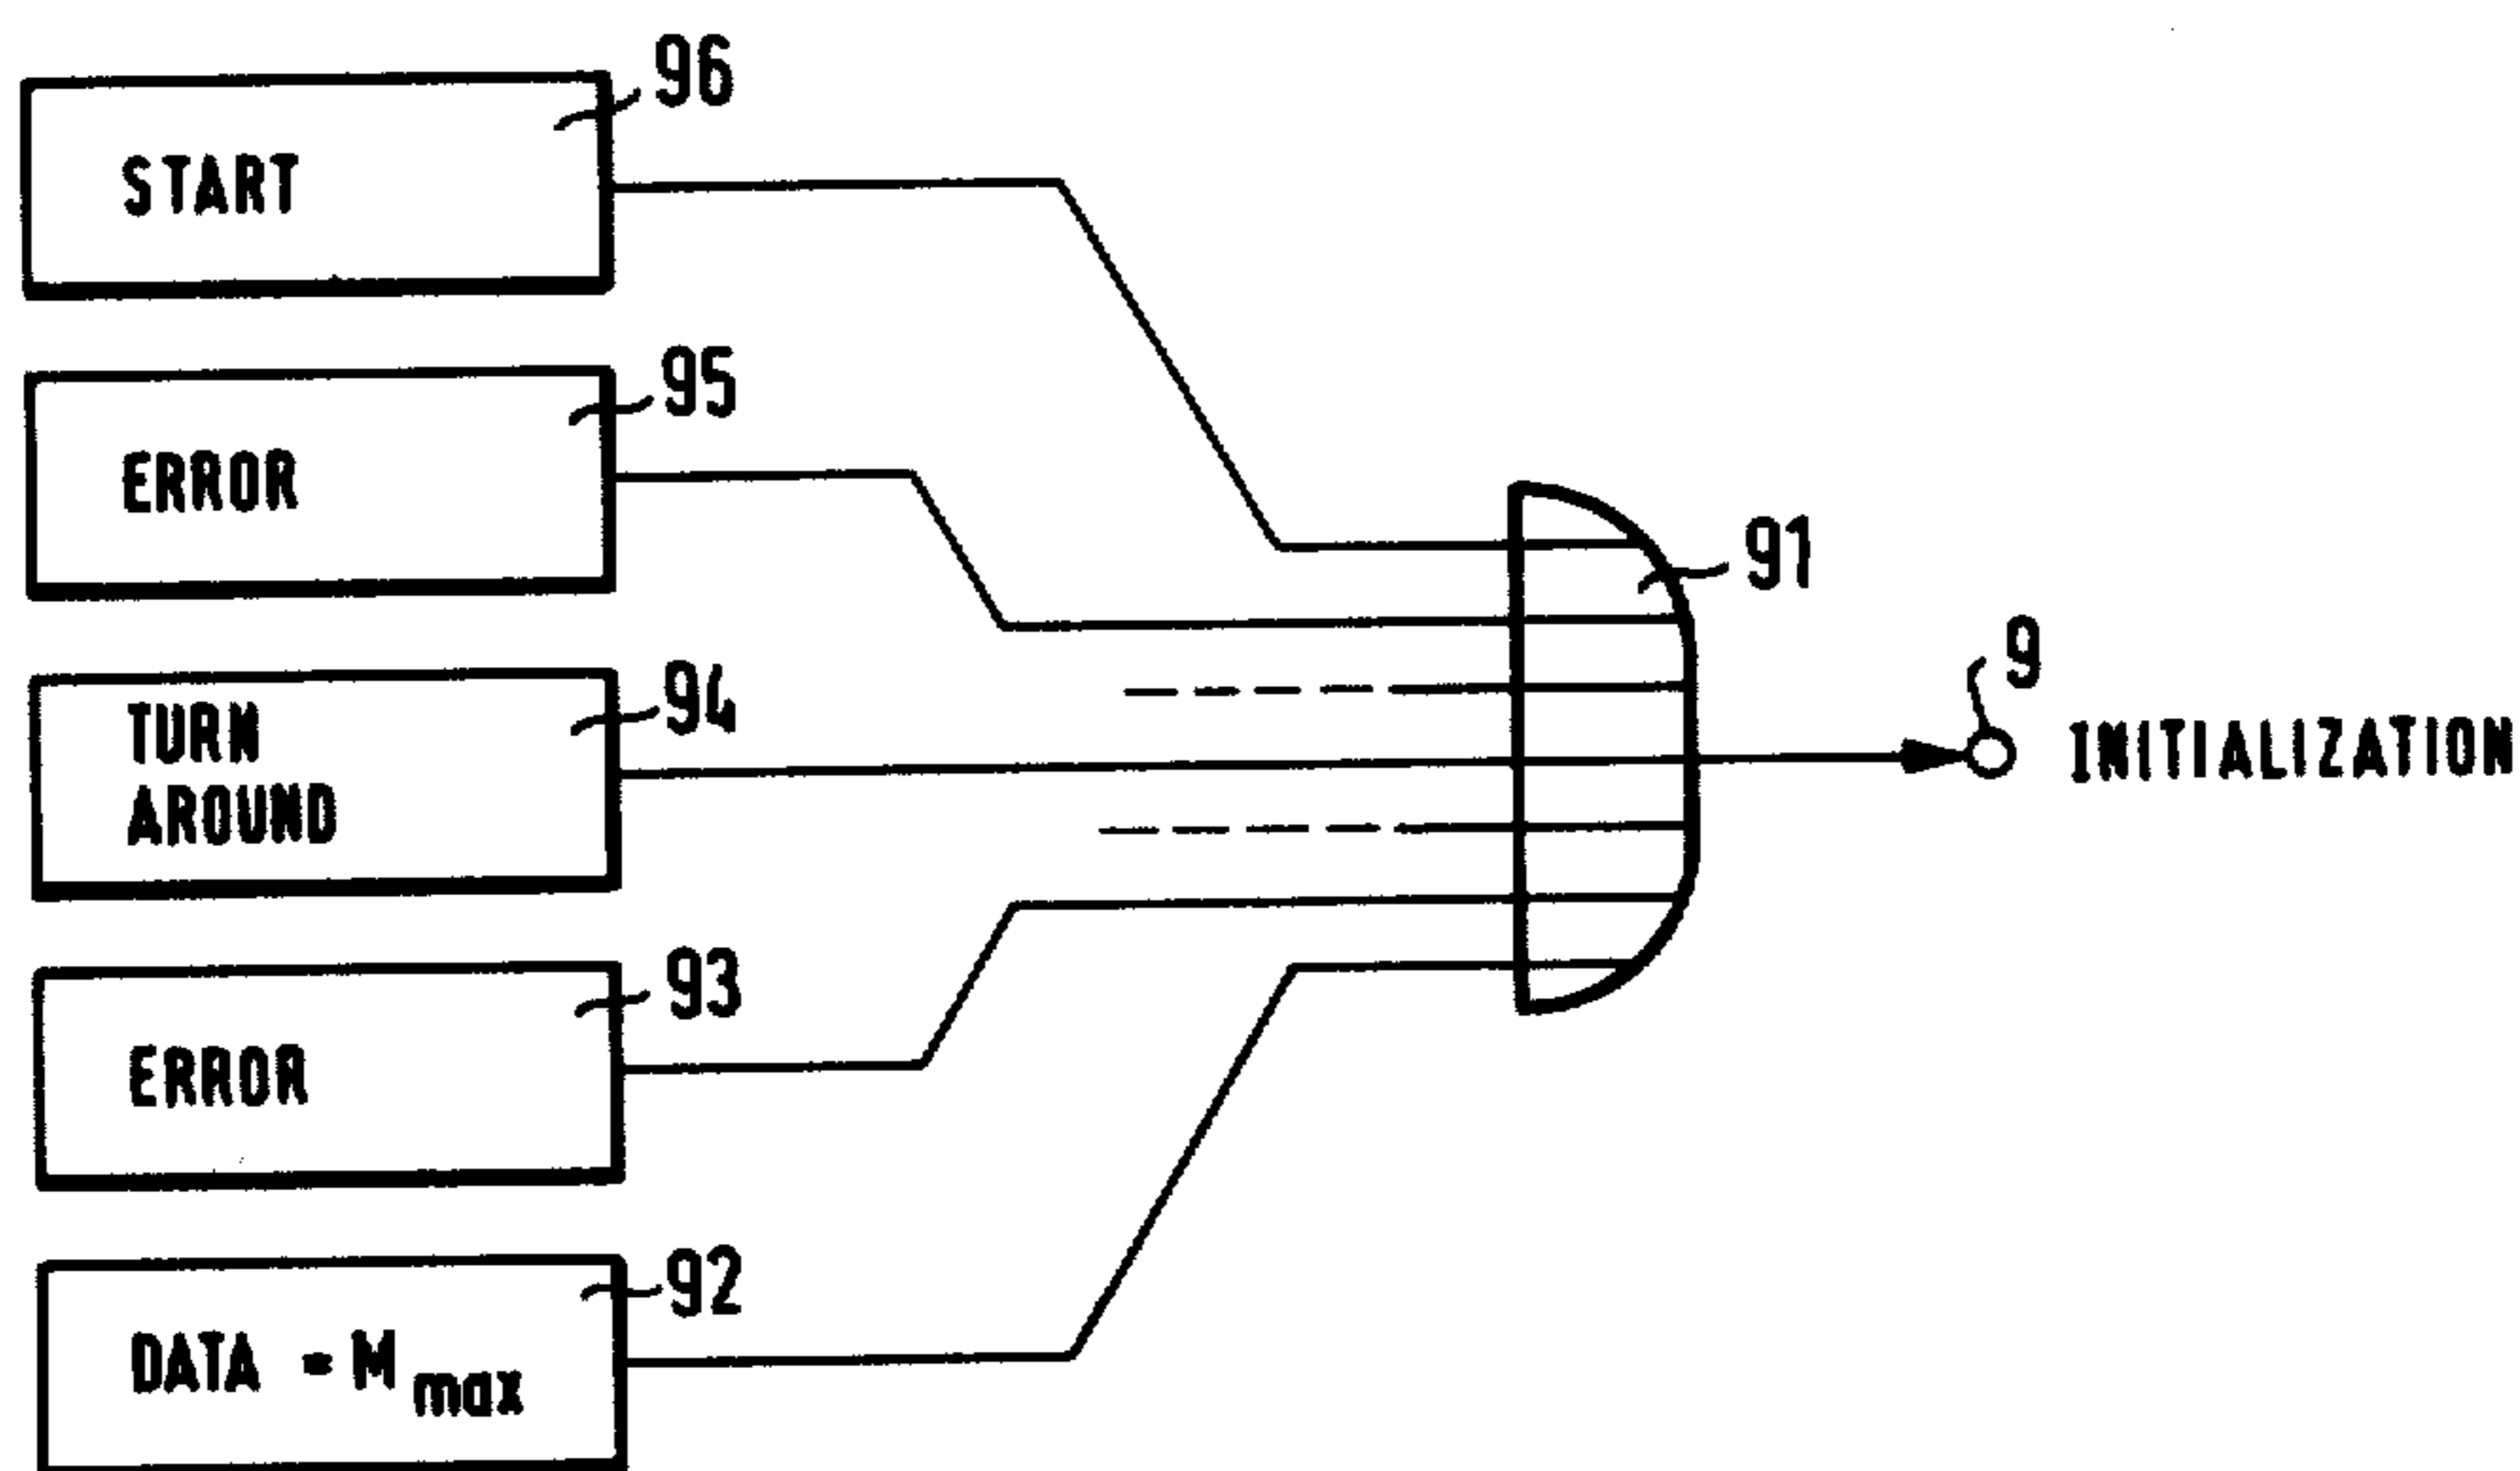 96
START
95
ERROR
91
9
94
TURN
AROUND
INITIALIZATION
93
ERROR
92
DATA = M max